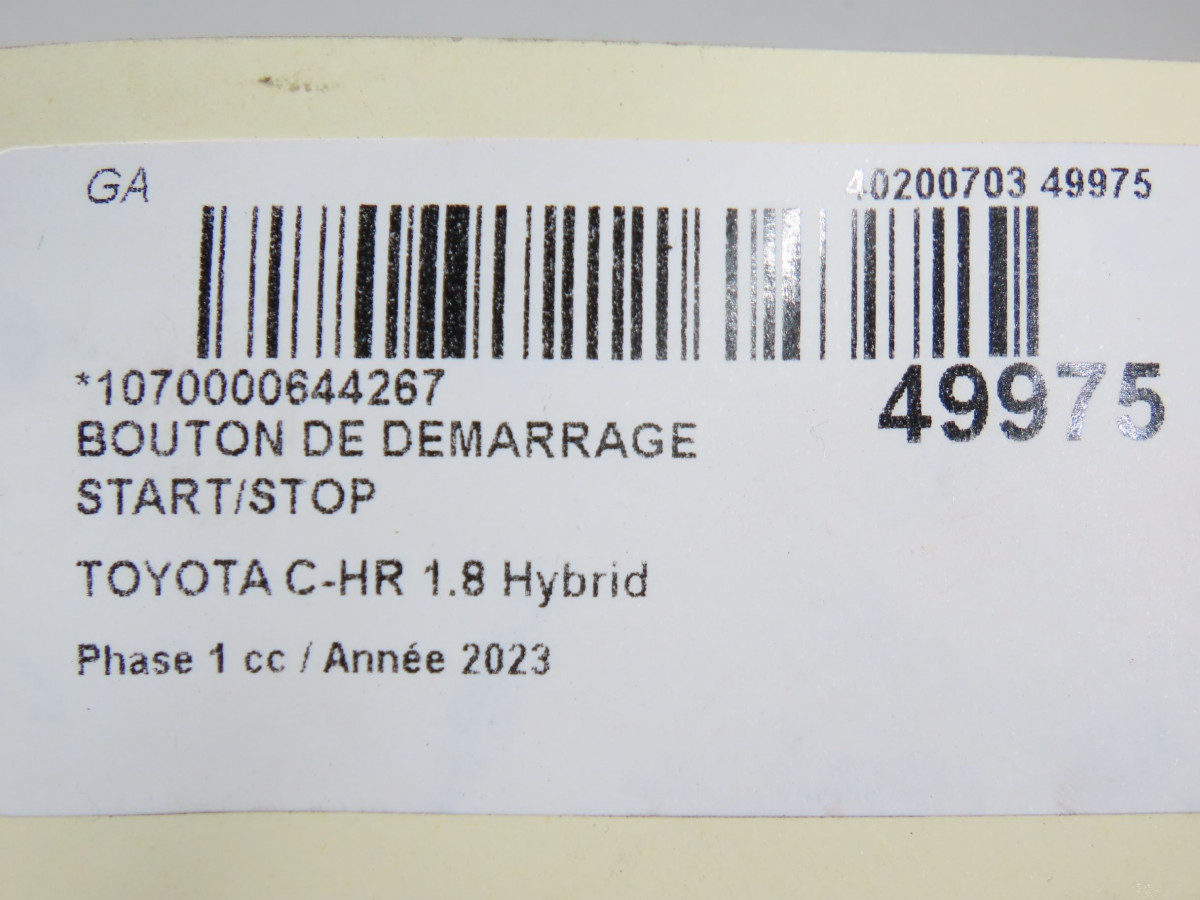 GA
40200703 49975
*1070000644267
49975
BOUTON DE DEMARRAGE
START/STOP
TOYOTA C-HR 1.8 Hybrid
Phase 1 cc / Année 2023